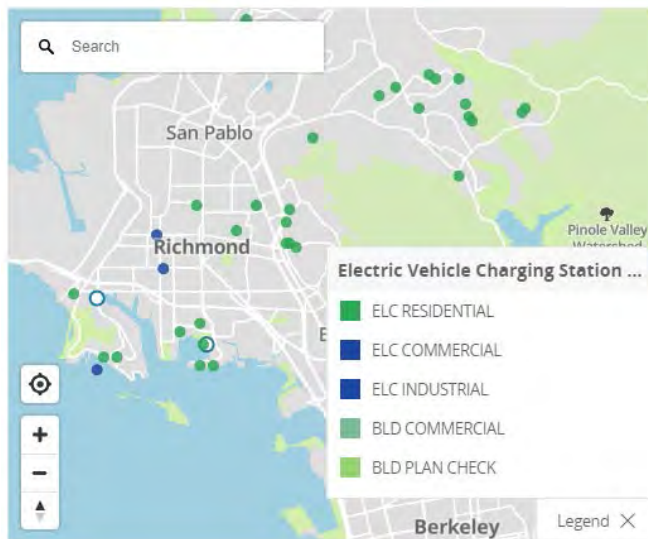 Search
San Pablo
Richmond
Pinole Valley
Watershed
Electric Vehicle Charging Station ...
ELC RESIDENTIAL
ELC COMMERCIAL
ELC INDUSTRIAL
BLD COMMERCIAL
BLD PLAN CHECK
Legend
Berkeley